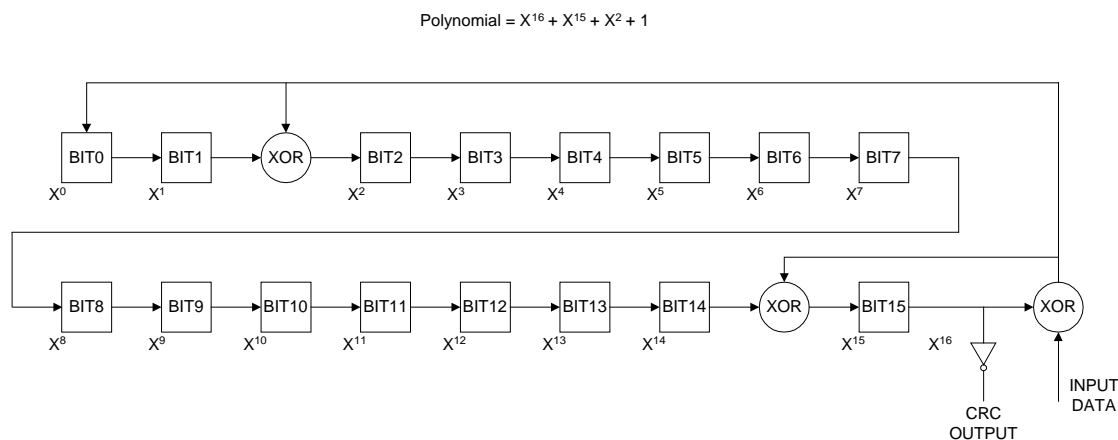 Polynomial = X¹⁶ + X¹⁵ + X² + 1
BIT0 BIT1 XOR BIT2 BIT3 BIT4 BIT5 BIT6 BIT7
X⁰ X¹ X² X³ X⁴ X⁵ X⁶ X⁷
BIT8 BIT9 BIT10 BIT11 BIT12 BIT13 BIT14 XOR BIT15 XOR
X⁸ X⁹ X¹⁰ X¹¹ X¹² X¹³ X¹⁴ X¹⁵ X¹⁶
CRC
OUTPUT
INPUT
DATA